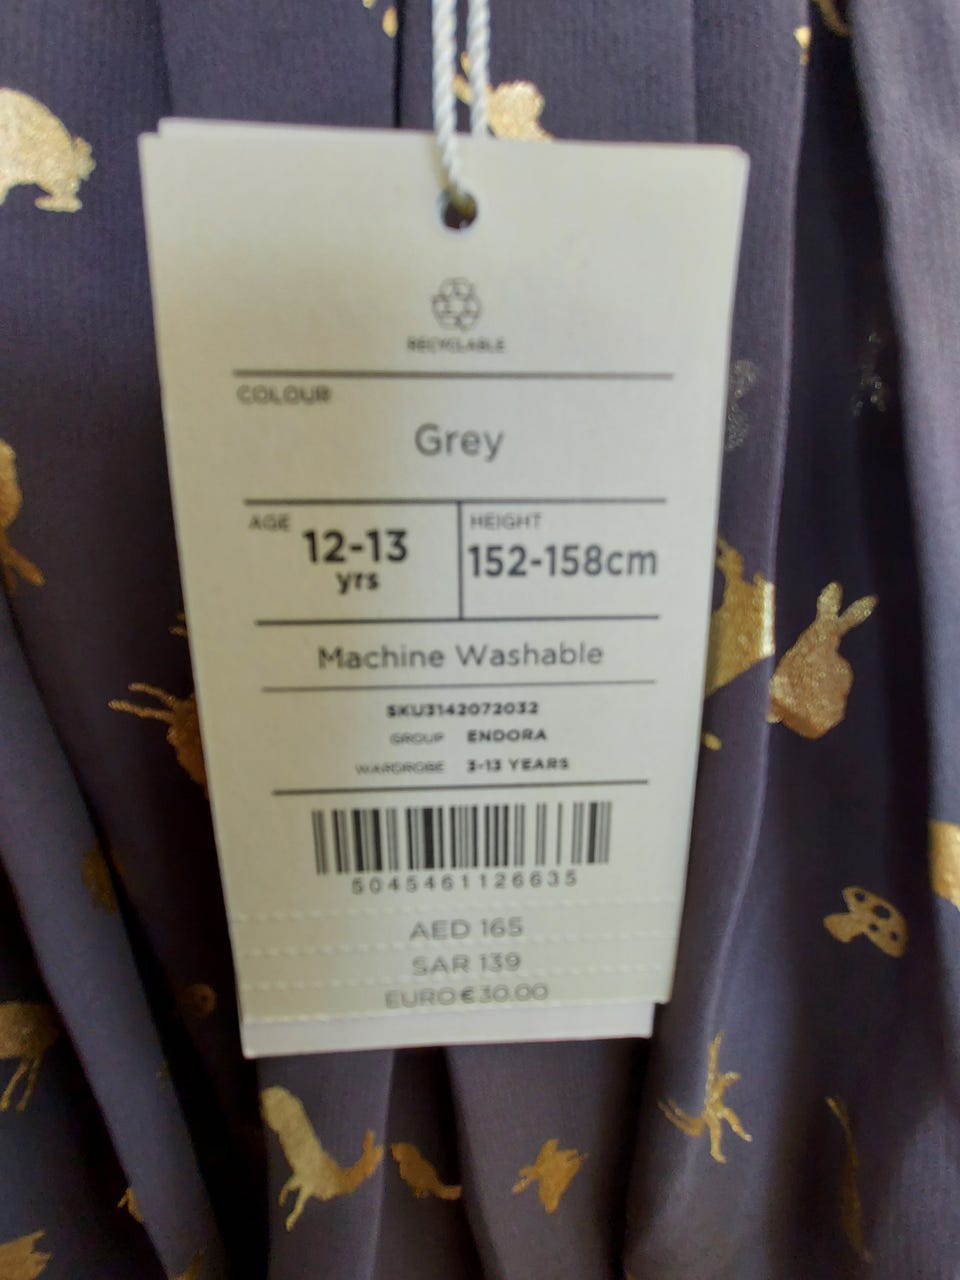 RECYCLABLE
COLOUR
Grey
AGE
12-13
yrs
HEIGHT
152-158cm
Machine Washable
SKU3142072032
GROUP ENDORA
WARDROBE 3-13 YEARS
5045461126635
AED 165
SAR 139
EURO €30.00